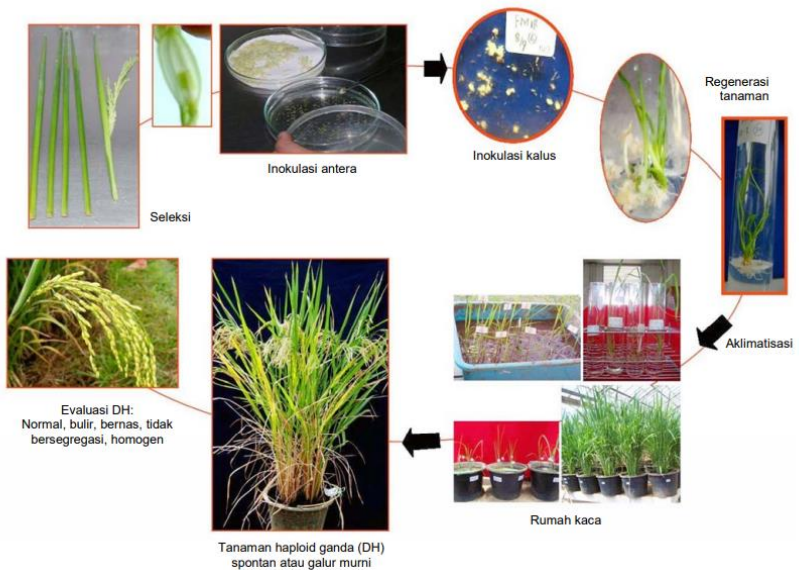 Seleksi
Inokulasi antera
Inokulasi kalus
Regenerasi
tanaman
Aklimatisasi
Rumah kaca
Tanaman haploid ganda (DH)
spontan atau galur murni
Evaluasi DH:
Normal, bulir, bernas, tidak
bersegregasi, homogen